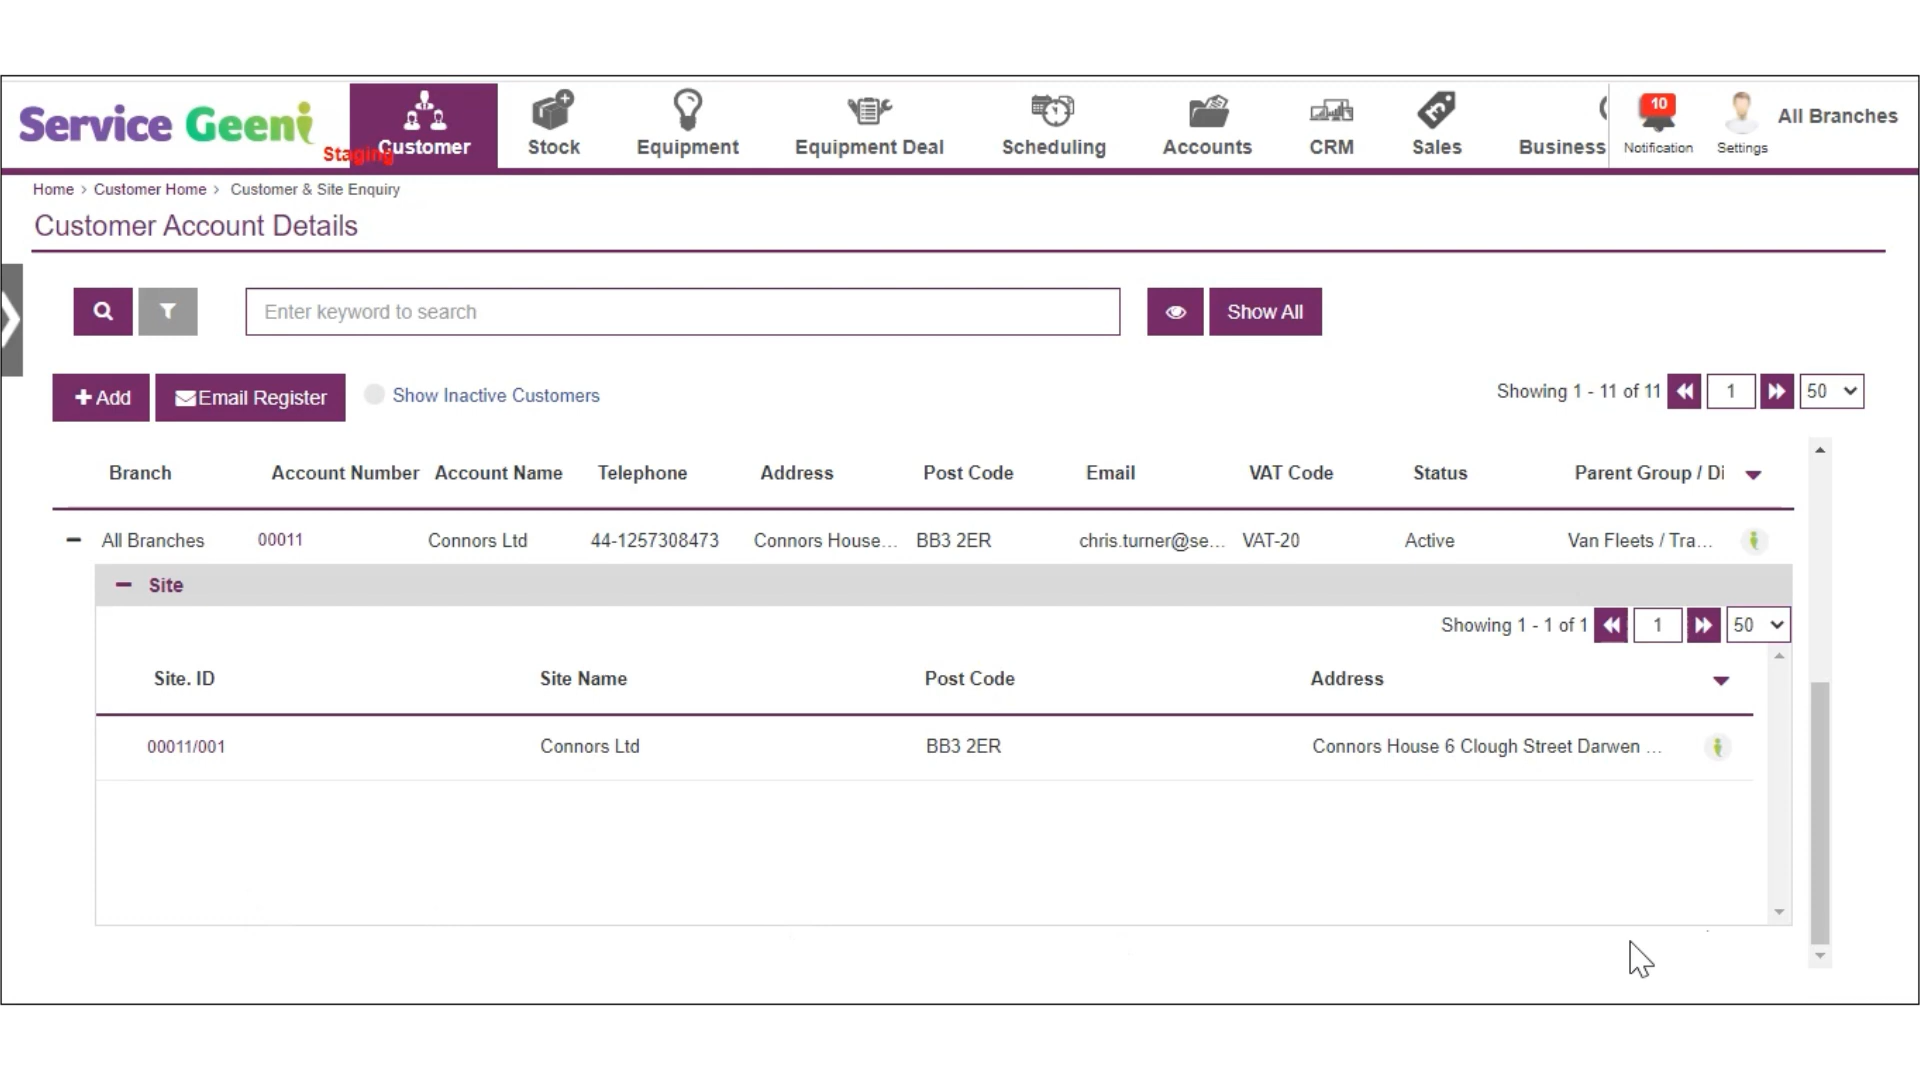 Service Geeni
Staging
Customer
Stock
Equipment
Equipment Deal
Scheduling
Accounts
CRM
Sales
Business
10
Notification
Settings
All Branches
Home > Customer Home > Customer & Site Enquiry
Customer Account Details
Enter keyword to search
Show All
Add
Email Register
Show Inactive Customers
Showing 1 - 11 of 11
1
50
Branch Account Number Account Name Telephone Address Post Code Email VAT Code Status Parent Group / Di
All Branches 00011 Connors Ltd 44-1257308473 Connors House... BB3 2ER chris.turner@se... VAT-20 Active Van Fleets / Tra...
Site
Showing 1 - 1 of 1
1
50
Site. ID Site Name Post Code Address
00011/001 Connors Ltd BB3 2ER Connors House 6 Clough Street Darwen ...